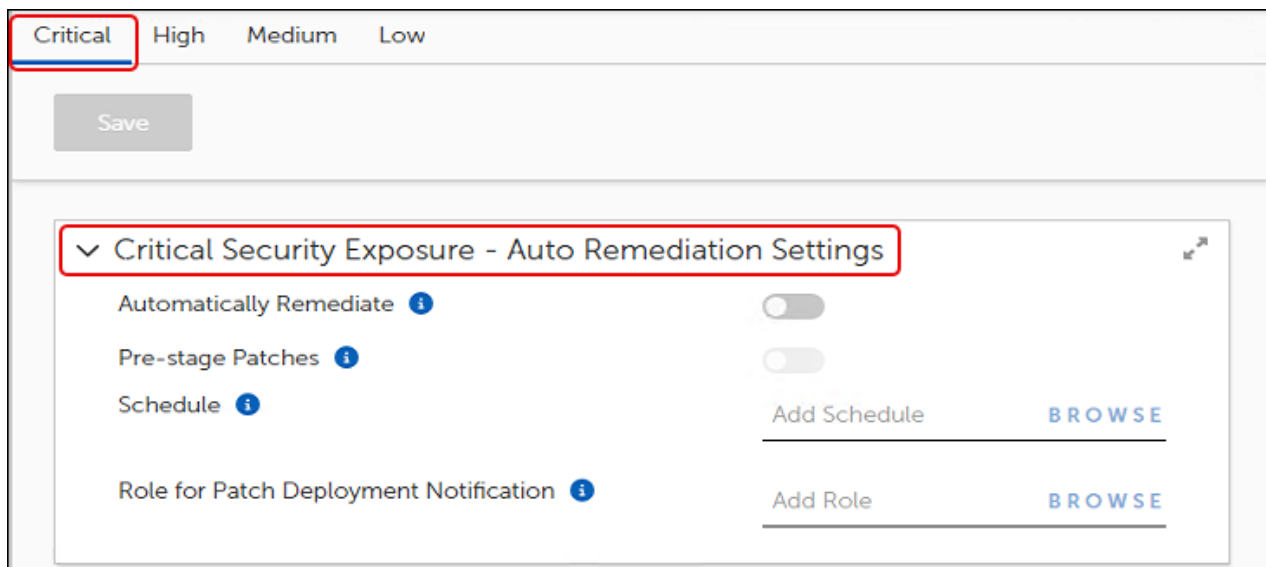 Critical High Medium Low
Save
Critical Security Exposure - Auto Remediation Settings
Automatically Remediate
Pre-stage Patches
Schedule Add Schedule BROWSE
Role for Patch Deployment Notification Add Role BROWSE